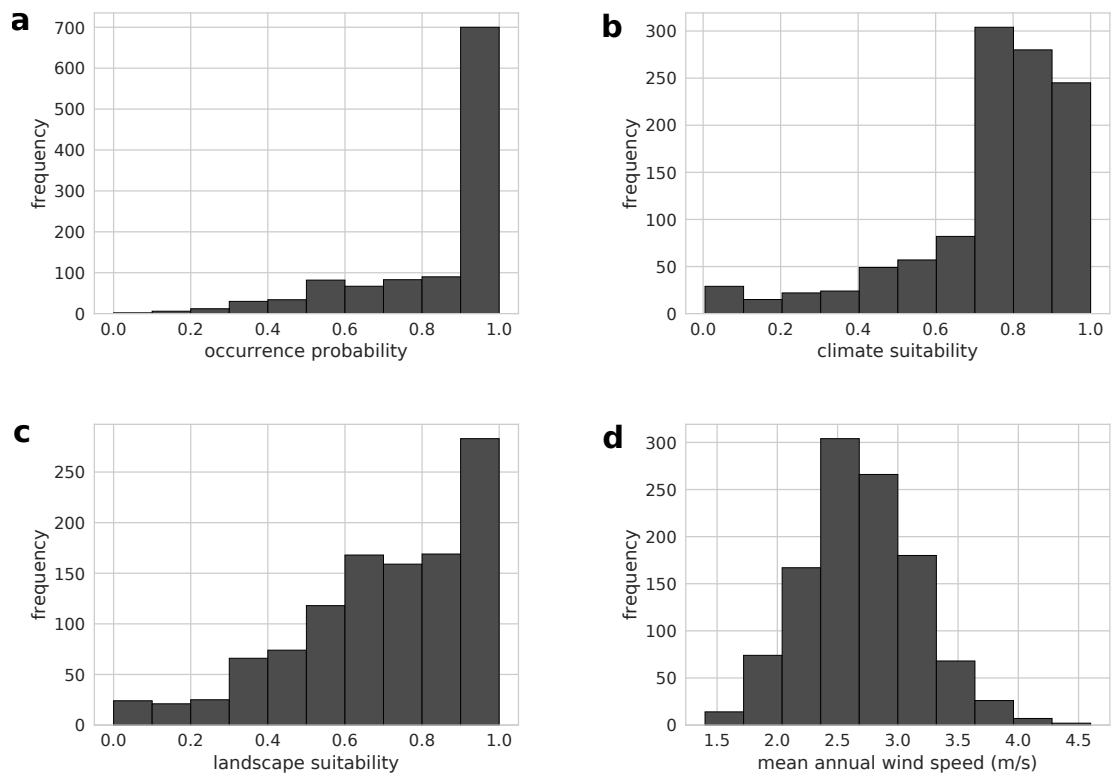 a
700
600
500
400
300
200
100
0
frequency
0.0 0.2 0.4 0.6 0.8 1.0
occurrence probability
b
300
250
200
150
100
50
0
frequency
0.0 0.2 0.4 0.6 0.8 1.0
climate suitability
c
250
200
150
100
50
0
frequency
0.0 0.2 0.4 0.6 0.8 1.0
landscape suitability
d
300
250
200
150
100
50
0
frequency
1.5 2.0 2.5 3.0 3.5 4.0 4.5
mean annual wind speed (m/s)